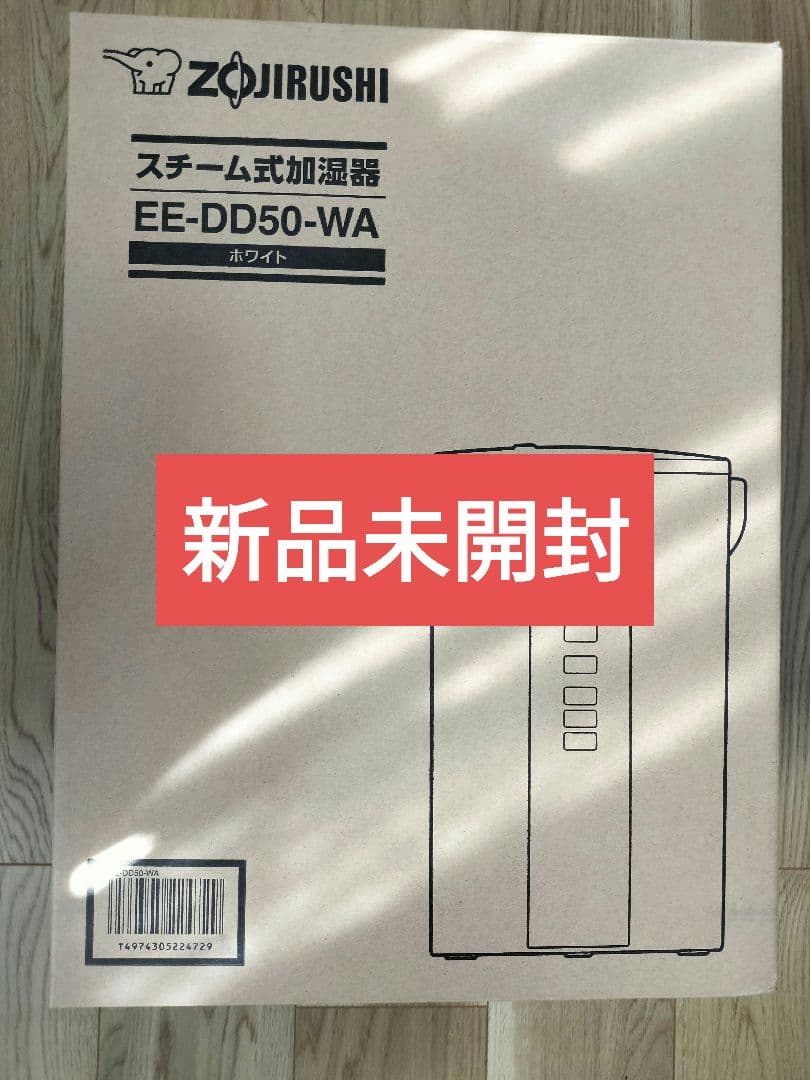 ZOJIRUSHI
スチーム式加湿器
EE-DD50-WA
ホワイト
新品未開封
-DD50-WA
T4974305224729